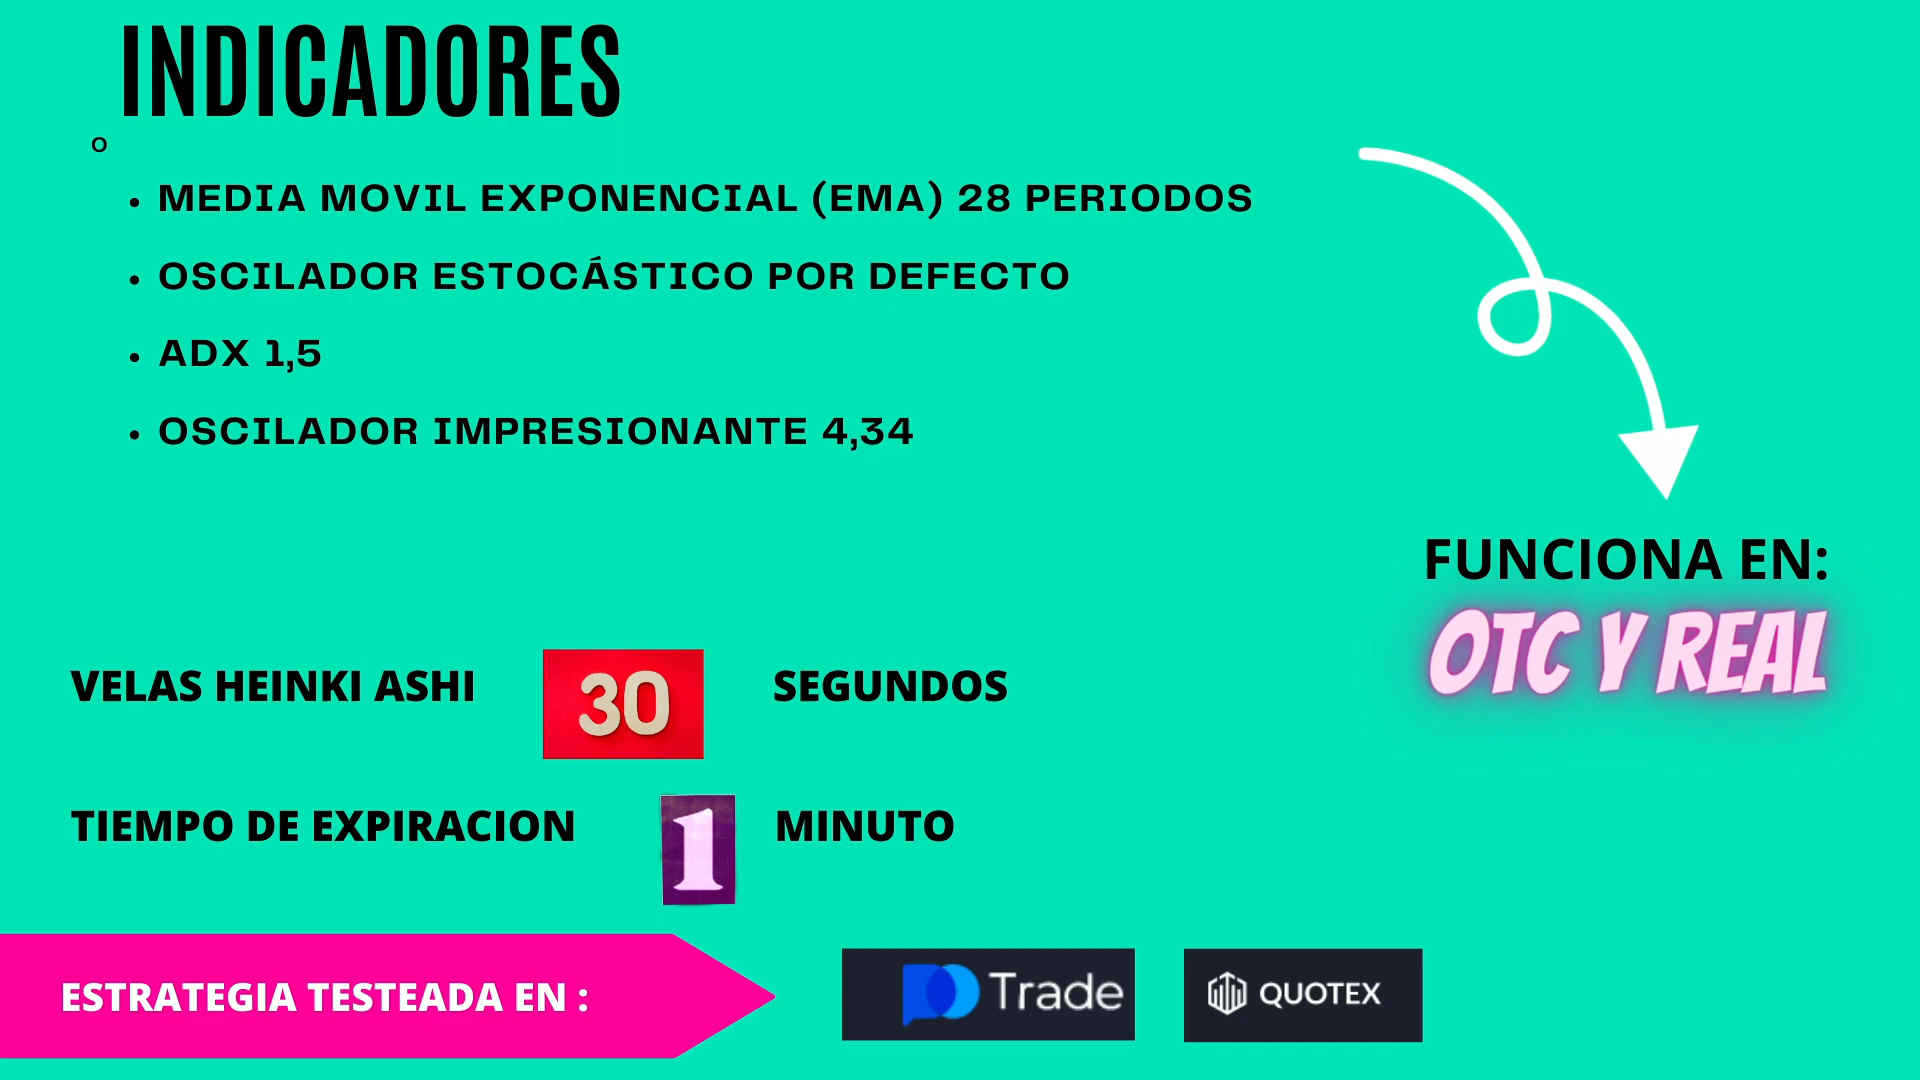 INDICADORES
MEDIA MOVIL EXPONENCIAL (EMA) 28 PERIODOS
OSCILADOR ESTOCÁSTICO POR DEFECTO
ADX 1,5
OSCILADOR IMPRESIONANTE 4,34
FUNCIONA EN:
OTC Y REAL
VELAS HEINKI ASHI 30 SEGUNDOS
TIEMPO DE EXPIRACION 1 MINUTO
ESTRATEGIA TESTEADA EN :
Trade
QUOTEX